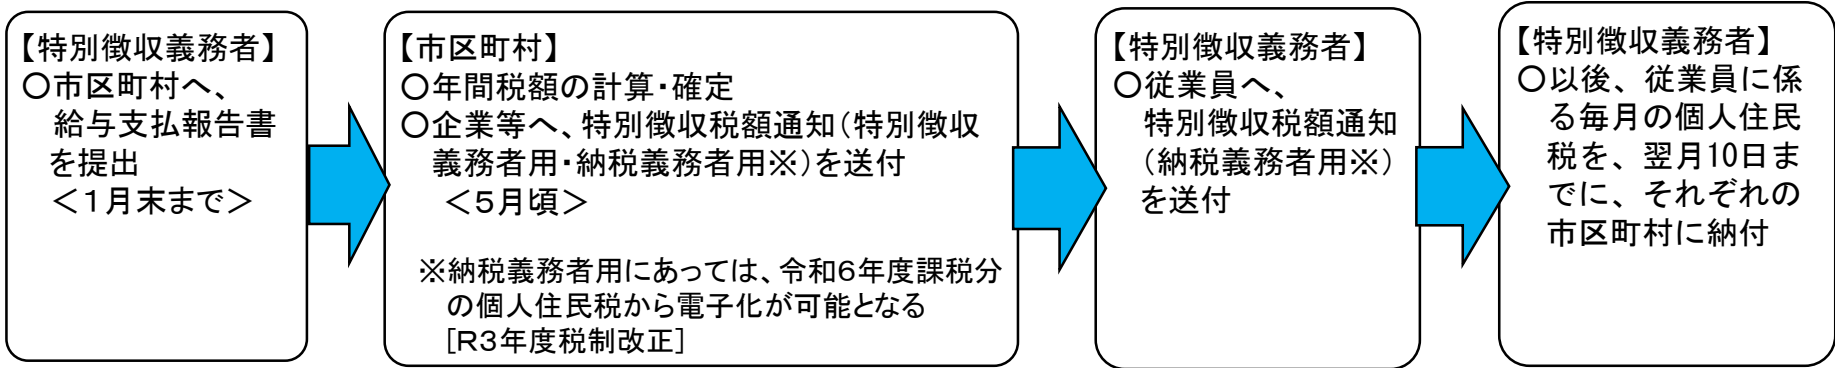 【特別徴収義務者】
○市区町村へ、
給与支払報告書
を提出
＜１月末まで＞
【市区町村】
○年間税額の計算・確定
○企業等へ、特別徴収税額通知（特別徴収
義務者用・納税義務者用※）を送付
＜５月頃＞
※納税義務者用にあっては、令和６年度課税分
の個人住民税から電子化が可能となる
［Ｒ３年度税制改正］
【特別徴収義務者】
○従業員へ、
特別徴収税額通知
（納税義務者用※）
を送付
【特別徴収義務者】
○以後、従業員に係
る毎月の個人住民
税を、翌月10日ま
でに、それぞれの
市区町村に納付